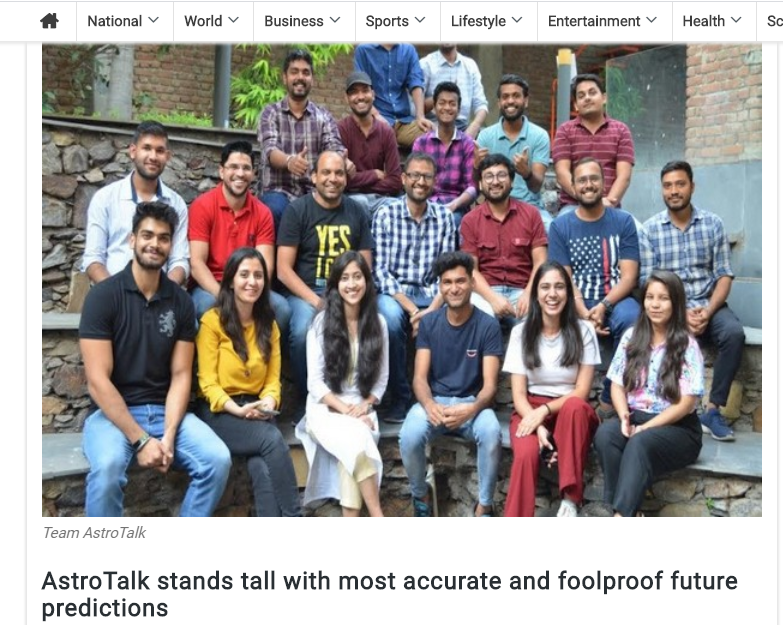 National
World
Business
Sports
Lifestyle
Entertainment
Health
Sc
YES
Team AstroTalk
AstroTalk stands tall with most accurate and foolproof future
predictions